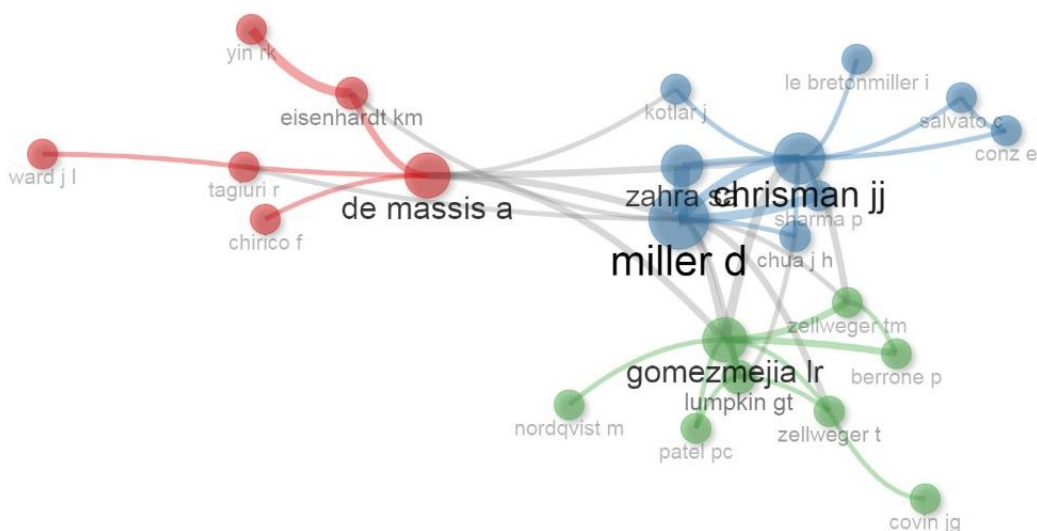 yin rk
le bretonmiller i
eisenhardt km
kotlar j
salvato c
conz e
ward j l
tagiuri r
de massis a
zahra sa
chrisman jj
sharma p
chirico f
miller d
chua j h
zellweger tm
gomezmejia lr
berrone p
lumpkin gt
nordqvist m
patel pc
zellweger t
covin jg